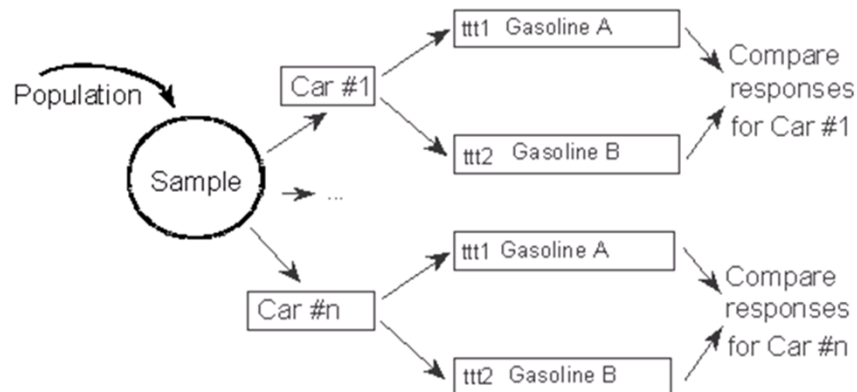 Population
Sample
...
Car #1
ttt1 Gasoline A
ttt2 Gasoline B
Compare
responses
for Car #1
Car #n
ttt1 Gasoline A
ttt2 Gasoline B
Compare
responses
for Car #n